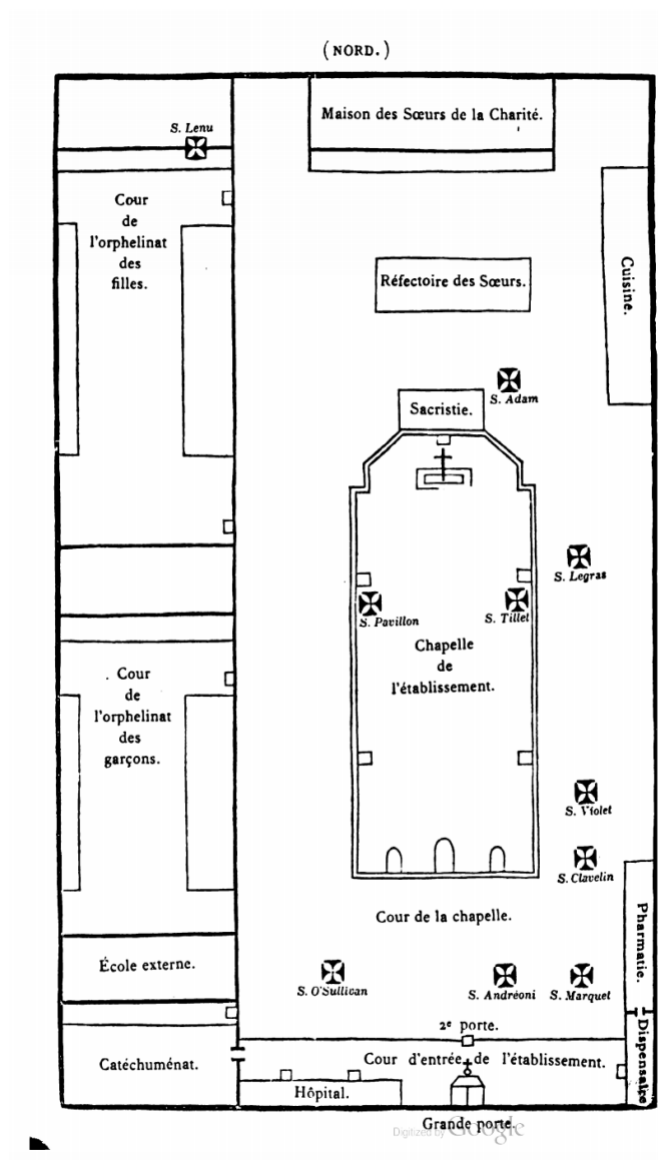 (NORD.)
Maison des Sœurs de la Charité.
S. Lenu
Cour
de
l'orphelinat
des
filles.
Cuisine.
Réfectoire des Sœurs.
S. Adam
Sacristie.
S. Legras
S. Pavillon
S. Tillet
Chapelle
de
l'établissement.
Cour
de
l'orphelinat
des
garçons.
S. Violet
S. Clavelin
Pharmatie.
Cour de la chapelle.
École externe.
S. O'Sullican
S. Andréoni
S. Marquet
2e porte.
Dispensaire
Cour d'entrée de l'établissement.
Catéchuménat.
Hôpital.
Grande porte.
Digitized by Google